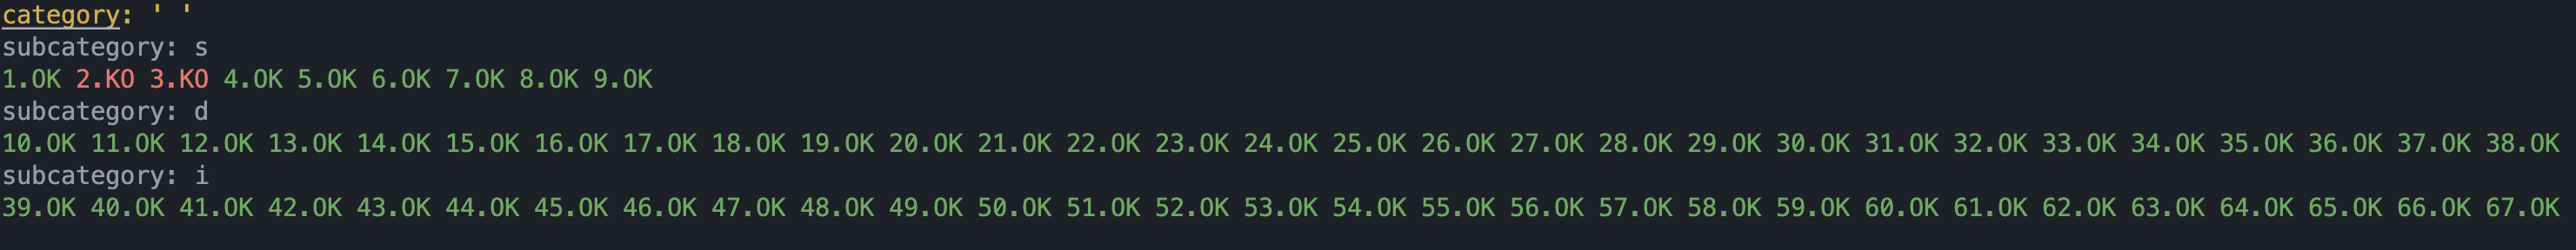 category: ' '
subcategory: s
1.OK 2.KO 3.KO 4.OK 5.OK 6.OK 7.OK 8.OK 9.OK
subcategory: d
10.OK 11.OK 12.OK 13.OK 14.OK 15.OK 16.OK 17.OK 18.OK 19.OK 20.OK 21.OK 22.OK 23.OK 24.OK 25.OK 26.OK 27.OK 28.OK 29.OK 30.OK 31.OK 32.OK 33.OK 34.OK 35.OK 36.OK 37.OK 38.OK
subcategory: i
39.OK 40.OK 41.OK 42.OK 43.OK 44.OK 45.OK 46.OK 47.OK 48.OK 49.OK 50.OK 51.OK 52.OK 53.OK 54.OK 55.OK 56.OK 57.OK 58.OK 59.OK 60.OK 61.OK 62.OK 63.OK 64.OK 65.OK 66.OK 67.OK